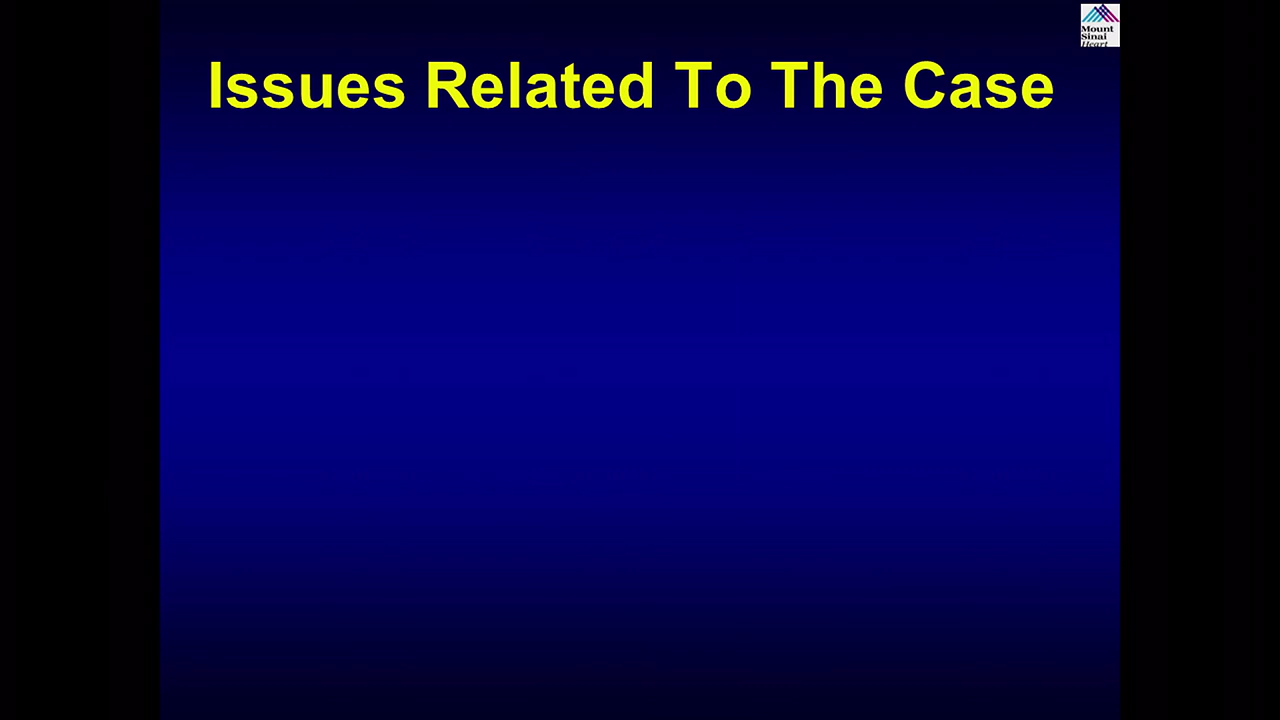 Mount
Sinai
Heart
Issues Related To The Case